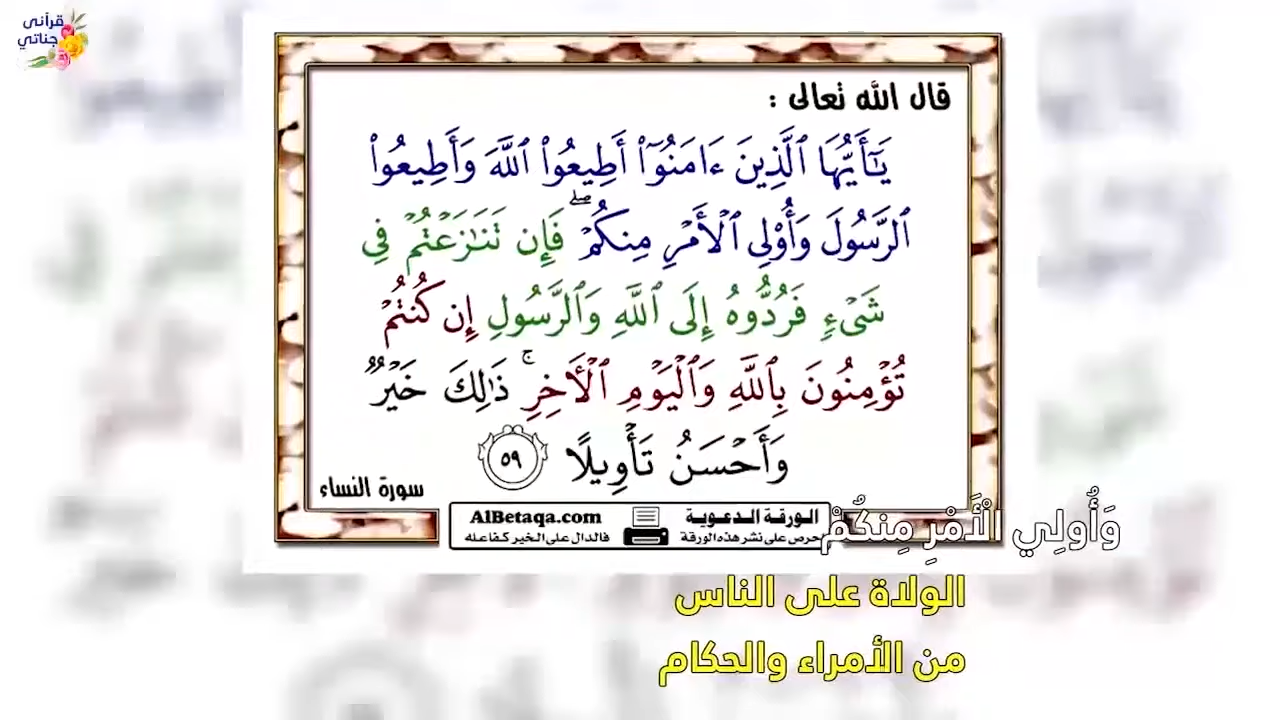 قرآنى
جناتي
قال الله تعالى :
يَـٰٓأَيُّهَا ٱلَّذِينَ ءَامَنُوٓا۟ أَطِيعُوا۟ ٱللَّهَ وَأَطِيعُوا۟
ٱلرَّسُولَ وَأُو۟لِى ٱلْأَمْرِ مِنكُمْ ۖ فَإِن تَنَـٰزَعْتُمْ فِى
شَىْءٍ فَرُدُّوهُ إِلَى ٱللَّهِ وَٱلرَّسُولِ إِن كُنتُمْ
تُؤْمِنُونَ بِٱللَّهِ وَٱلْيَوْمِ ٱلْـَٔاخِرِ ۚ ذَٰلِكَ خَيْرٌ
وَأَحْسَنُ تَأْوِيلًا ٥٩
سورة النساء
الورقة الدعوية
احرص على نشر هذه الورقة
AlBetaqa.com
فالدال على الخير كفاعله
وَأُولِي الْأَمْرِ مِنكُمْ
الولاة على الناس
من الأمراء والحكام